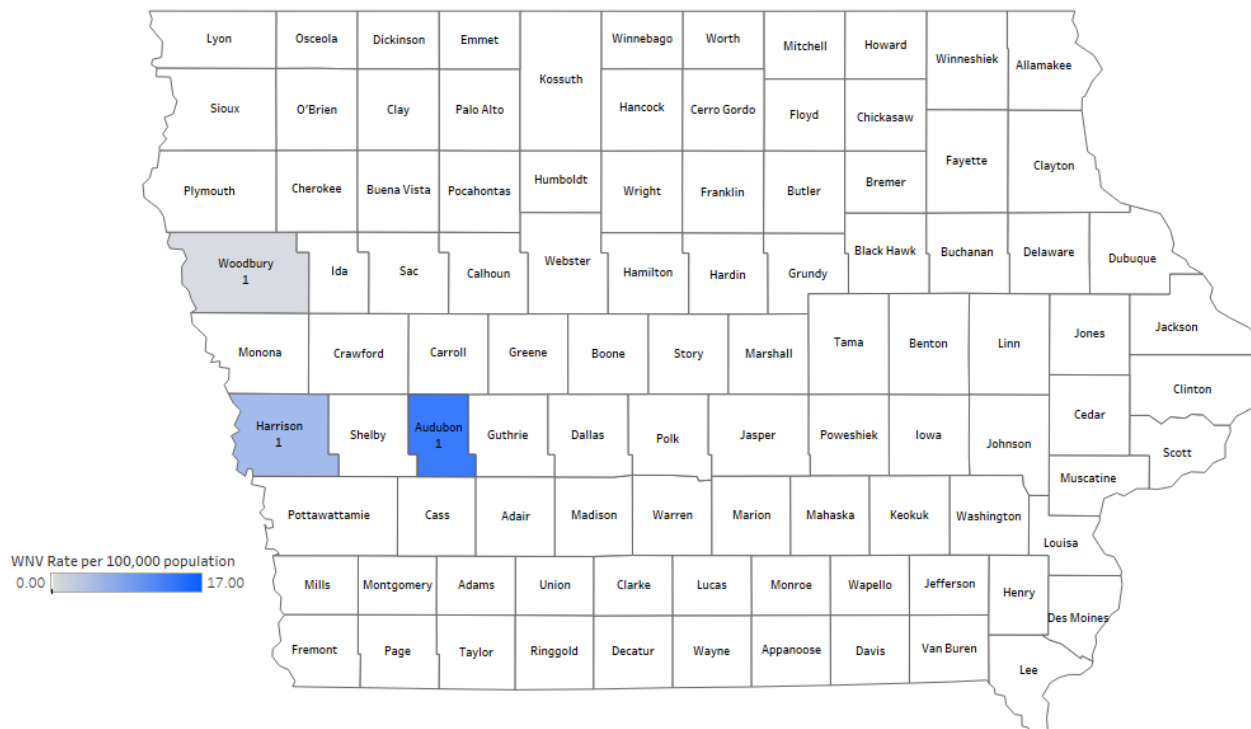 Lyon
Osceola
Dickinson
Emmet
Kossuth
Winnebago
Worth
Mitchell
Howard
Winneshiek
Allamakee
Sioux
O'Brien
Clay
Palo Alto
Hancock
Cerro Gordo
Floyd
Chickasaw
Fayette
Clayton
Plymouth
Cherokee
Buena Vista
Pocahontas
Humboldt
Wright
Franklin
Butler
Bremer
Woodbury
1
Ida
Sac
Calhoun
Webster
Hamilton
Hardin
Grundy
Black Hawk
Buchanan
Delaware
Dubuque
Monona
Crawford
Carroll
Greene
Boone
Story
Marshall
Tama
Benton
Linn
Jones
Jackson
Clinton
Harrison
1
Shelby
Audubon
1
Guthrie
Dallas
Polk
Jasper
Poweshiek
Iowa
Johnson
Cedar
Scott
Muscatine
Pottawattamie
Cass
Adair
Madison
Warren
Marion
Mahaska
Keokuk
Washington
Louisa
WNV Rate per 100,000 population
0.00 17.00
Mills
Montgomery
Adams
Union
Clarke
Lucas
Monroe
Wapello
Jefferson
Henry
Des Moines
Fremont
Page
Taylor
Ringgold
Decatur
Wayne
Appanoose
Davis
Van Buren
Lee